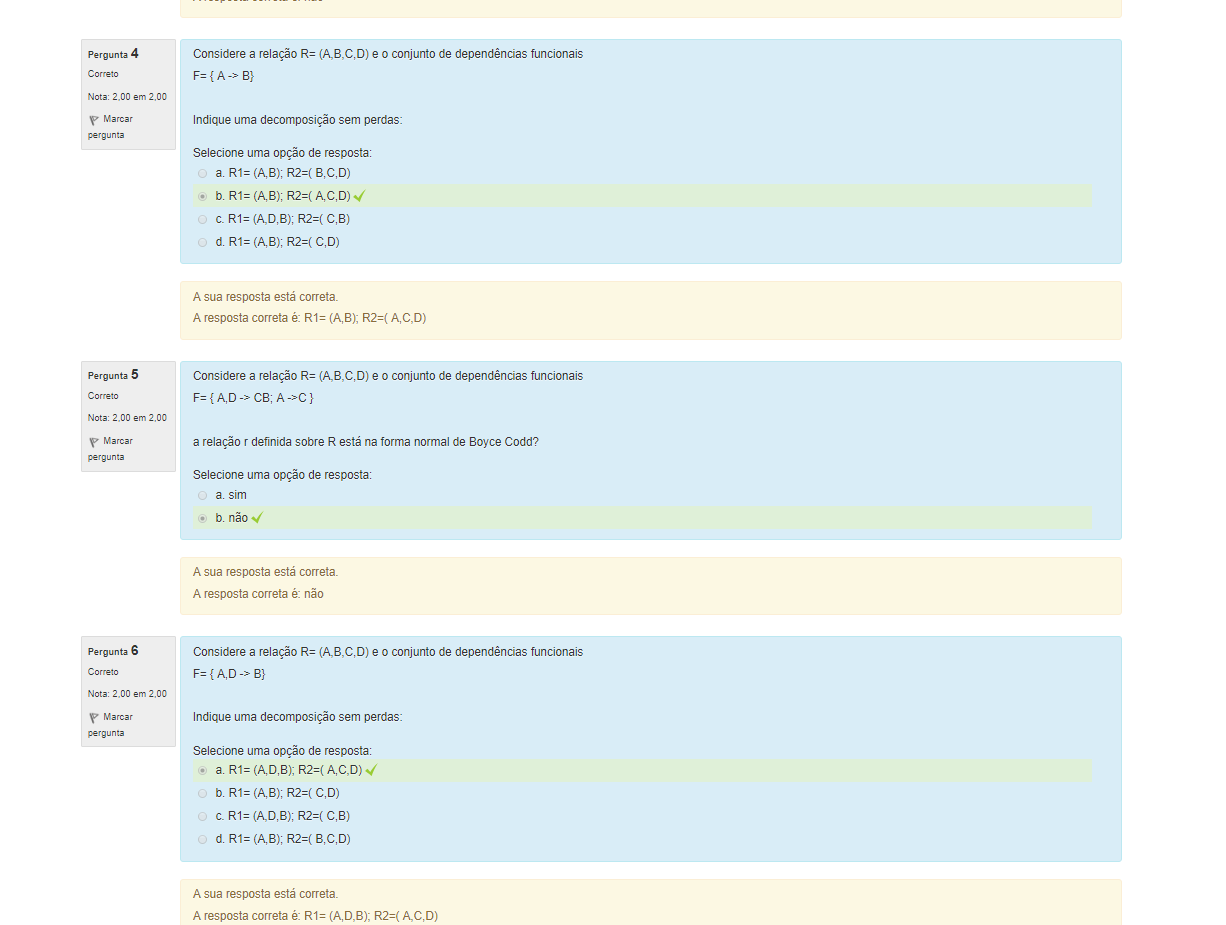 A resposta correta é: não
Pergunta 4
Correto
Nota: 2,00 em 2,00
Marcar
pergunta
Considere a relação R= (A,B,C,D) e o conjunto de dependências funcionais
F= { A -> B}
Indique uma decomposição sem perdas:
Selecione uma opção de resposta:
a. R1= (A,B); R2=( B,C,D)
b. R1= (A,B); R2=( A,C,D)
c. R1= (A,D,B); R2=( C,B)
d. R1= (A,B); R2=( C,D)
A sua resposta está correta.
A resposta correta é: R1= (A,B); R2=( A,C,D)
Pergunta 5
Correto
Nota: 2,00 em 2,00
Marcar
pergunta
Considere a relação R= (A,B,C,D) e o conjunto de dependências funcionais
F= { A,D -> CB; A ->C }
a relação r definida sobre R está na forma normal de Boyce Codd?
Selecione uma opção de resposta:
a. sim
b. não
A sua resposta está correta.
A resposta correta é: não
Pergunta 6
Correto
Nota: 2,00 em 2,00
Marcar
pergunta
Considere a relação R= (A,B,C,D) e o conjunto de dependências funcionais
F= { A,D -> B}
Indique uma decomposição sem perdas:
Selecione uma opção de resposta:
a. R1= (A,D,B); R2=( A,C,D)
b. R1= (A,B); R2=( C,D)
c. R1= (A,D,B); R2=( C,B)
d. R1= (A,B); R2=( B,C,D)
A sua resposta está correta.
A resposta correta é: R1= (A,D,B); R2=( A,C,D)